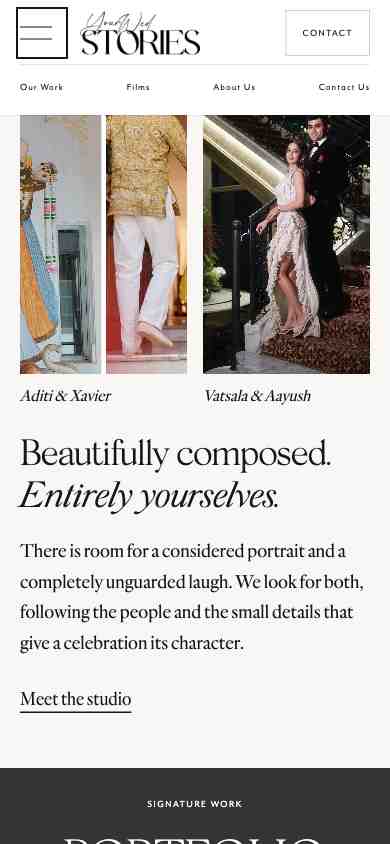 YourWed
STORIES
CONTACT
Our Work
Films
About Us
Contact Us
Aditi & Xavier
Vatsala & Aayush
Beautifully composed.
Entirely yourselves.
There is room for a considered portrait and a
completely unguarded laugh. We look for both,
following the people and the small details that
give a celebration its character.
Meet the studio
SIGNATURE WORK
PORTFOLIO